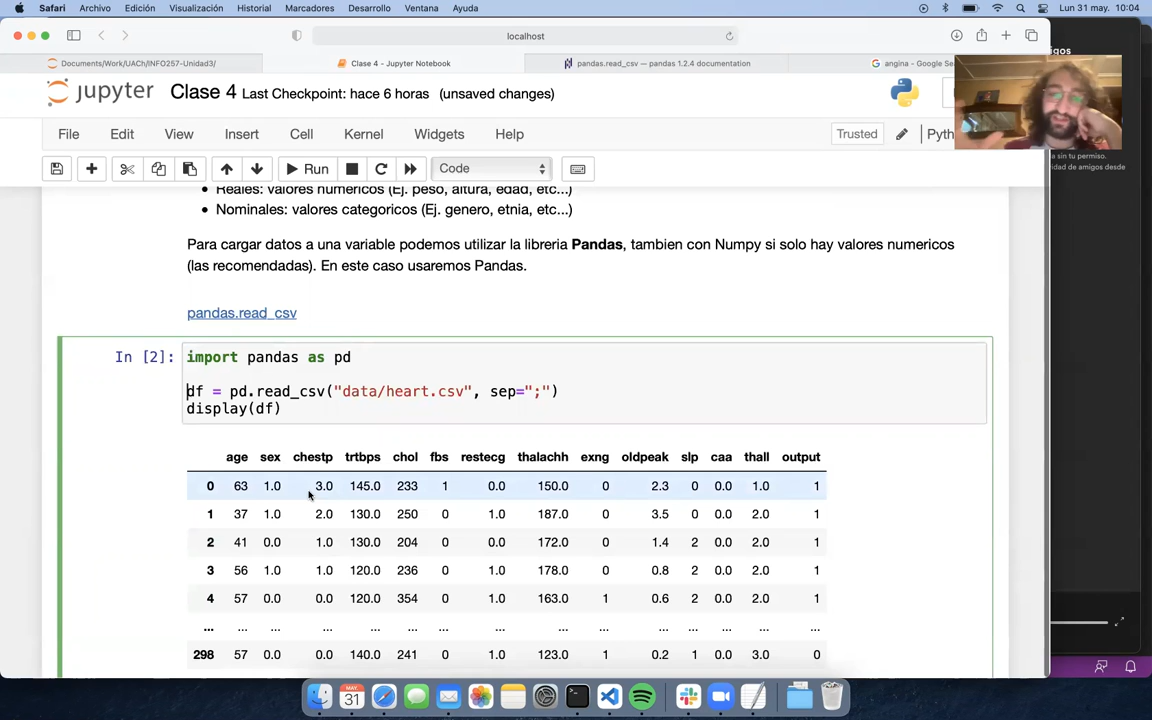 Safari Archivo Edición Visualización Historial Marcadores Desarrollo Ventana Ayuda Lun 31 may. 10:04
localhost
Documents/Work/UACh/INFO257-Unidad3/ Clase 4 - Jupyter Notebook pandas.read_csv — pandas 1.2.4 documentation angina - Google Se
igos
jupyter Clase 4 Last Checkpoint: hace 6 horas (unsaved changes)
File Edit View Insert Cell Kernel Widgets Help Trusted Pyth
a sin tu permiso.
idad de amigos desde
Run Code
Reales: valores numericos (Ej. peso, altura, edad, etc...)
Nominales: valores categoricos (Ej. genero, etnia, etc...)
Para cargar datos a una variable podemos utilizar la libreria Pandas, tambien con Numpy si solo hay valores numericos
(las recomendadas). En este caso usaremos Pandas.
pandas.read_csv
In [2]: import pandas as pd
df = pd.read_csv("data/heart.csv", sep=";")
display(df)
age sex chestp trtbps chol fbs restecg thalachh exng oldpeak slp caa thall output
0 63 1.0 3.0 145.0 233 1 0.0 150.0 0 2.3 0 0.0 1.0 1
1 37 1.0 2.0 130.0 250 0 1.0 187.0 0 3.5 0 0.0 2.0 1
2 41 0.0 1.0 130.0 204 0 0.0 172.0 0 1.4 2 0.0 2.0 1
3 56 1.0 1.0 120.0 236 0 1.0 178.0 0 0.8 2 0.0 2.0 1
4 57 0.0 0.0 120.0 354 0 1.0 163.0 1 0.6 2 0.0 2.0 1
... ... ... ... ... ... ... ... ... ... ... ... ... ... ...
298 57 0.0 0.0 140.0 241 0 1.0 123.0 1 0.2 1 0.0 3.0 0
MAY. 31